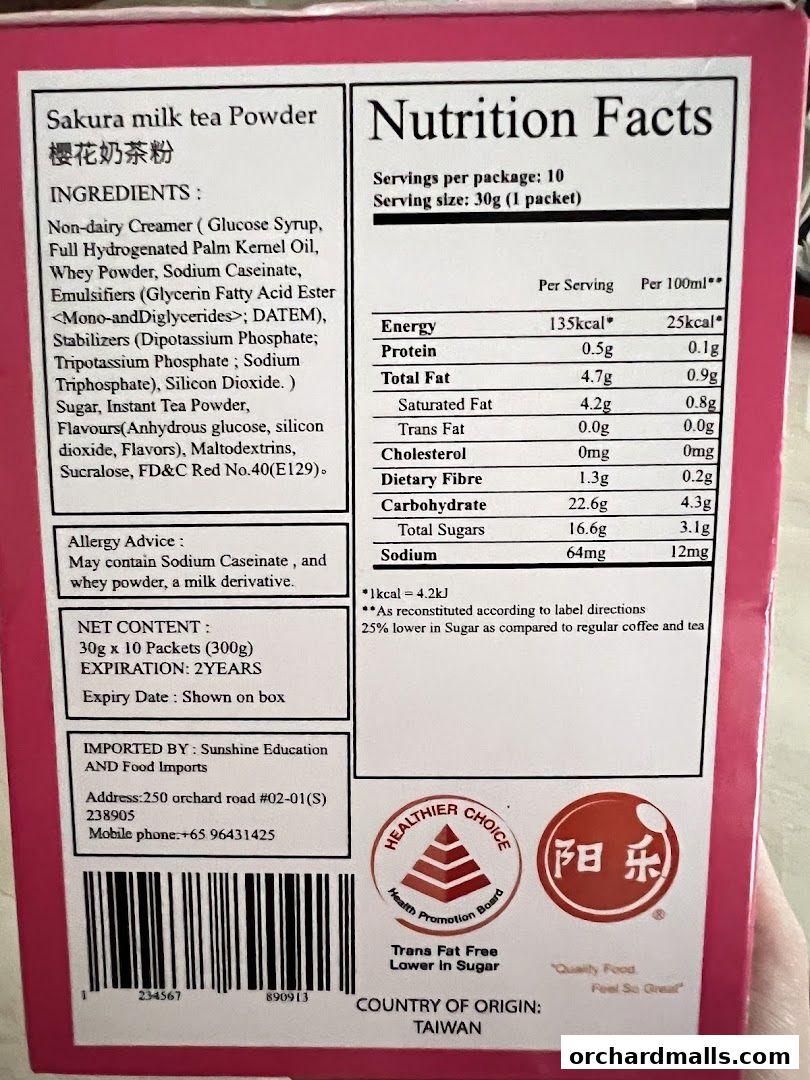 Sakura milk tea Powder
樱花奶茶粉
INGREDIENTS :
Non-dairy Creamer ( Glucose Syrup,
Full Hydrogenated Palm Kernel Oil,
Whey Powder, Sodium Caseinate,
Emulsifiers (Glycerin Fatty Acid Ester
<Mono-andDiglycerides>; DATEM),
Stabilizers (Dipotassium Phosphate;
Tripotassium Phosphate ; Sodium
Triphosphate), Silicon Dioxide. )
Sugar, Instant Tea Powder,
Flavours(Anhydrous glucose, silicon
dioxide, Flavors), Maltodextrins,
Sucralose, FD&C Red No.40(E129)。
Allergy Advice :
May contain Sodium Caseinate , and
whey powder, a milk derivative.
NET CONTENT :
30g x 10 Packets (300g)
EXPIRATION: 2YEARS
Expiry Date : Shown on box
IMPORTED BY : Sunshine Education
AND Food Imports
Address:250 orchard road #02-01(S)
238905
Mobile phone:+65 96431425
1 234567 890913
Nutrition Facts
Servings per package: 10
Serving size: 30g (1 packet)
Per Serving Per 100ml**
Energy 135kcal* 25kcal*
Protein 0.5g 0.1g
Total Fat 4.7g 0.9g
Saturated Fat 4.2g 0.8g
Trans Fat 0.0g 0.0g
Cholesterol 0mg 0mg
Dietary Fibre 1.3g 0.2g
Carbohydrate 22.6g 4.3g
Total Sugars 16.6g 3.1g
Sodium 64mg 12mg
*1kcal = 4.2kJ
**As reconstituted according to label directions
25% lower in Sugar as compared to regular coffee and tea
HEALTHIER CHOICE
Health Promotion Board
Trans Fat Free
Lower In Sugar
阳乐
®
"Quality Food
Feel So Great"
COUNTRY OF ORIGIN:
TAIWAN
orchardmalls.com